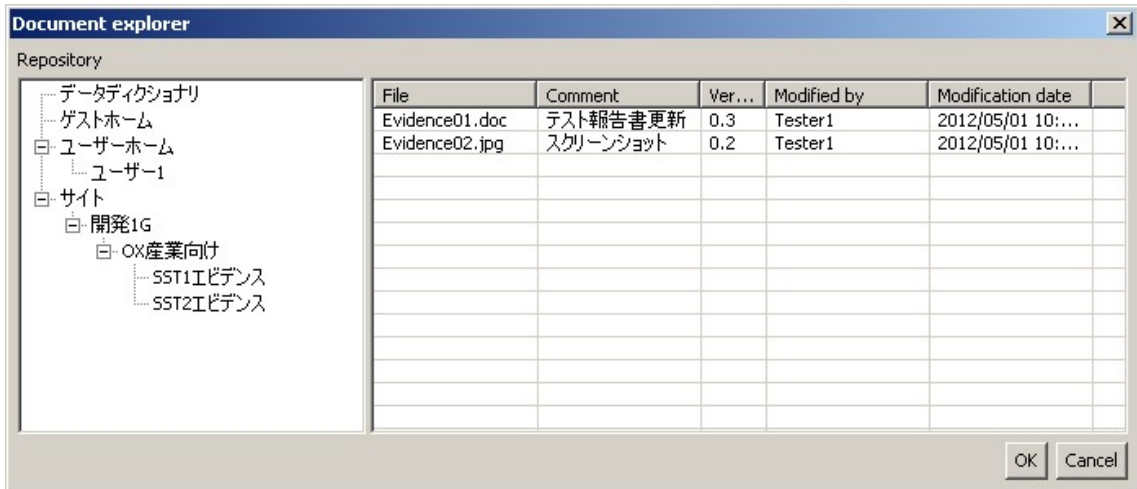 Document explorer
Repository
データディクショナリ
ゲストホーム
ユーザーホーム
ユーザー1
サイト
開発1G
OX産業向け
SST1エビデンス
SST2エビデンス
File Comment Ver... Modified by Modification date
Evidence01.doc テスト報告書更新 0.3 Tester1 2012/05/01 10:...
Evidence02.jpg スクリーンショット 0.2 Tester1 2012/05/01 10:...
OK Cancel